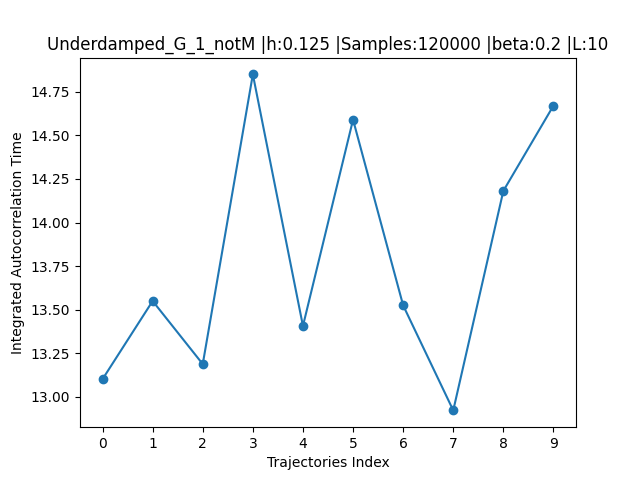 Underdamped_G_1_notM |h:0.125 |Samples:120000 |beta:0.2 |L:10
14.75
14.50
14.25
14.00
13.75
13.50
13.25
13.00
Integrated Autocorrelation Time
0 1 2 3 4 5 6 7 8 9
Trajectories Index